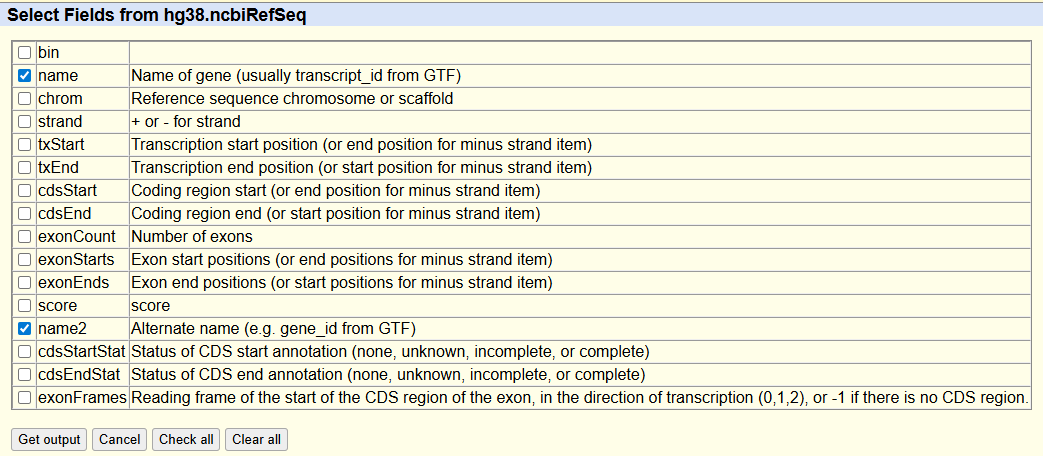 Select Fields from hg38.ncbiRefSeq
bin
name Name of gene (usually transcript_id from GTF)
chrom Reference sequence chromosome or scaffold
strand + or - for strand
txStart Transcription start position (or end position for minus strand item)
txEnd Transcription end position (or start position for minus strand item)
cdsStart Coding region start (or end position for minus strand item)
cdsEnd Coding region end (or start position for minus strand item)
exonCount Number of exons
exonStarts Exon start positions (or end positions for minus strand item)
exonEnds Exon end positions (or start positions for minus strand item)
score score
name2 Alternate name (e.g. gene_id from GTF)
cdsStartStat Status of CDS start annotation (none, unknown, incomplete, or complete)
cdsEndStat Status of CDS end annotation (none, unknown, incomplete, or complete)
exonFrames Reading frame of the start of the CDS region of the exon, in the direction of transcription (0,1,2), or -1 if there is no CDS region.
Get output Cancel Check all Clear all